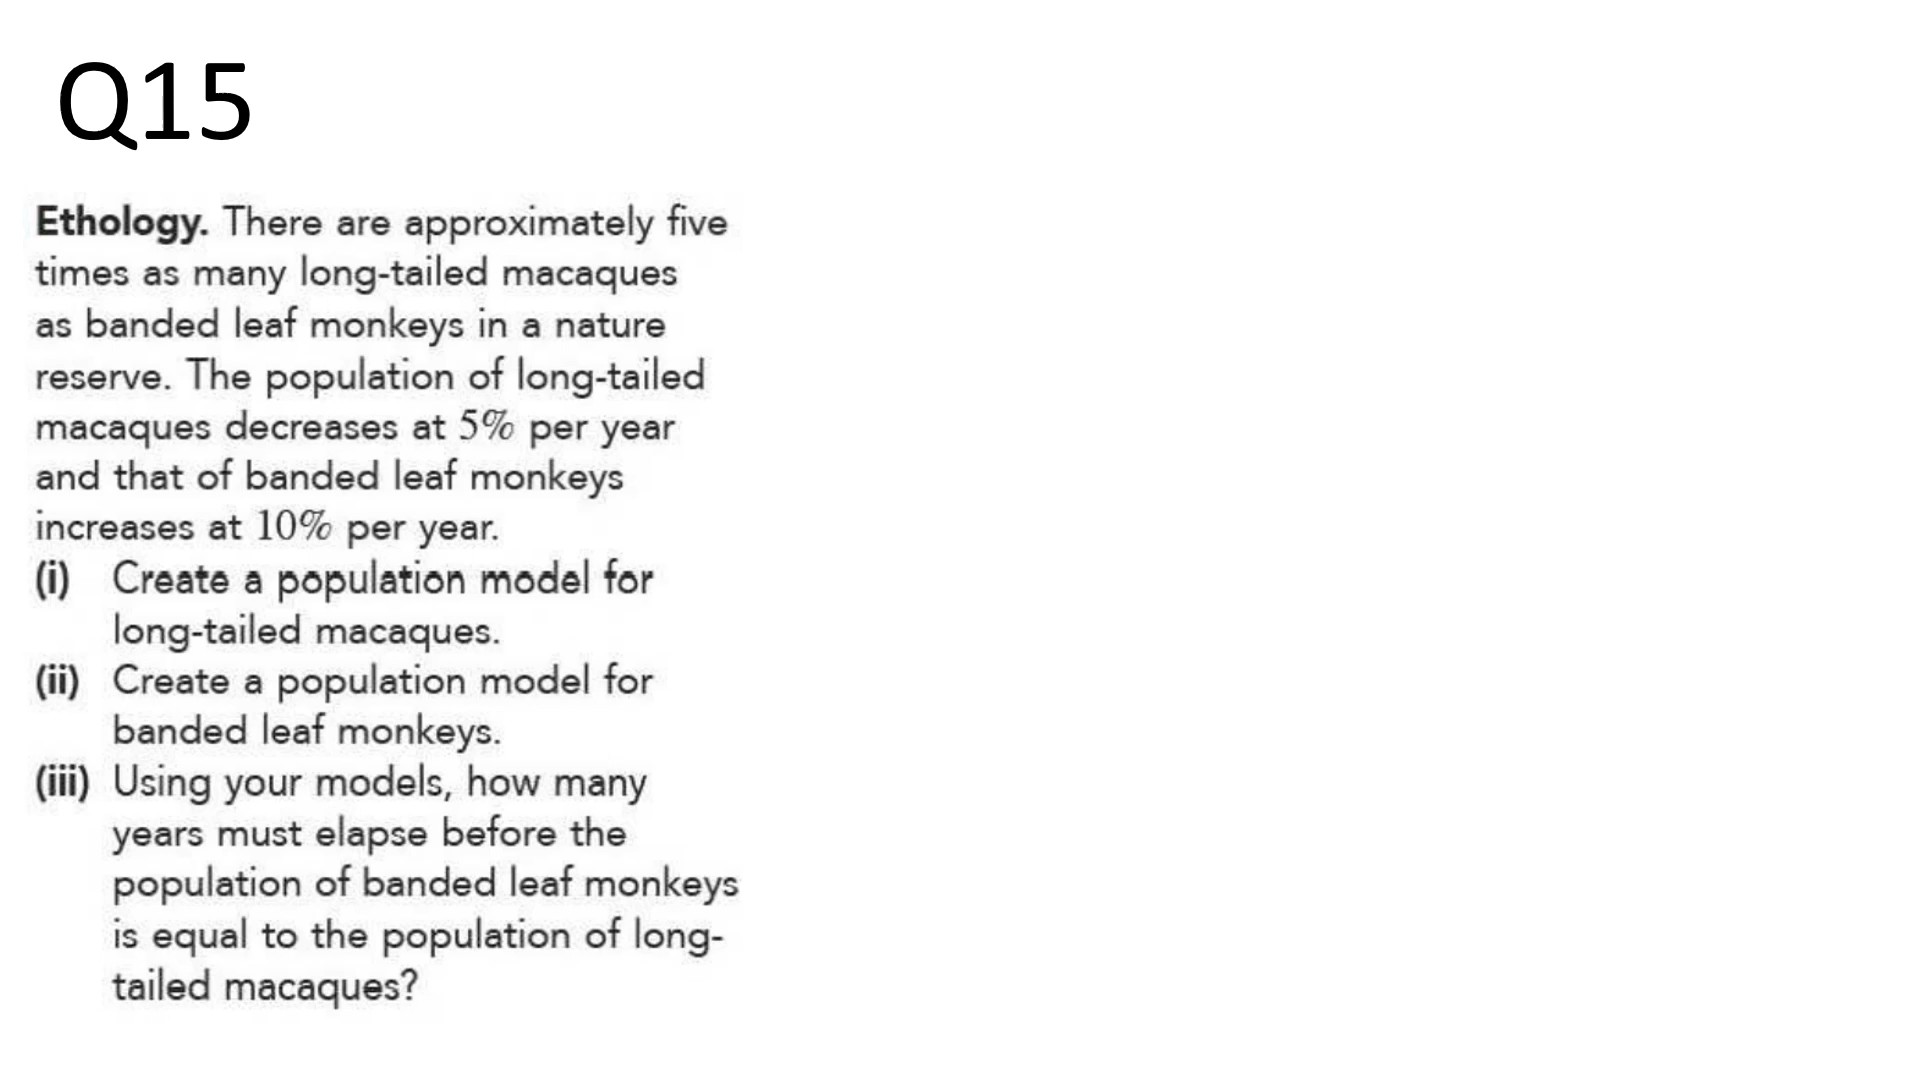 Q15
Ethology. There are approximately five
times as many long-tailed macaques
as banded leaf monkeys in a nature
reserve. The population of long-tailed
macaques decreases at 5% per year
and that of banded leaf monkeys
increases at 10% per year.
(i) Create a population model for
long-tailed macaques.
(ii) Create a population model for
banded leaf monkeys.
(iii) Using your models, how many
years must elapse before the
population of banded leaf monkeys
is equal to the population of long-
tailed macaques?